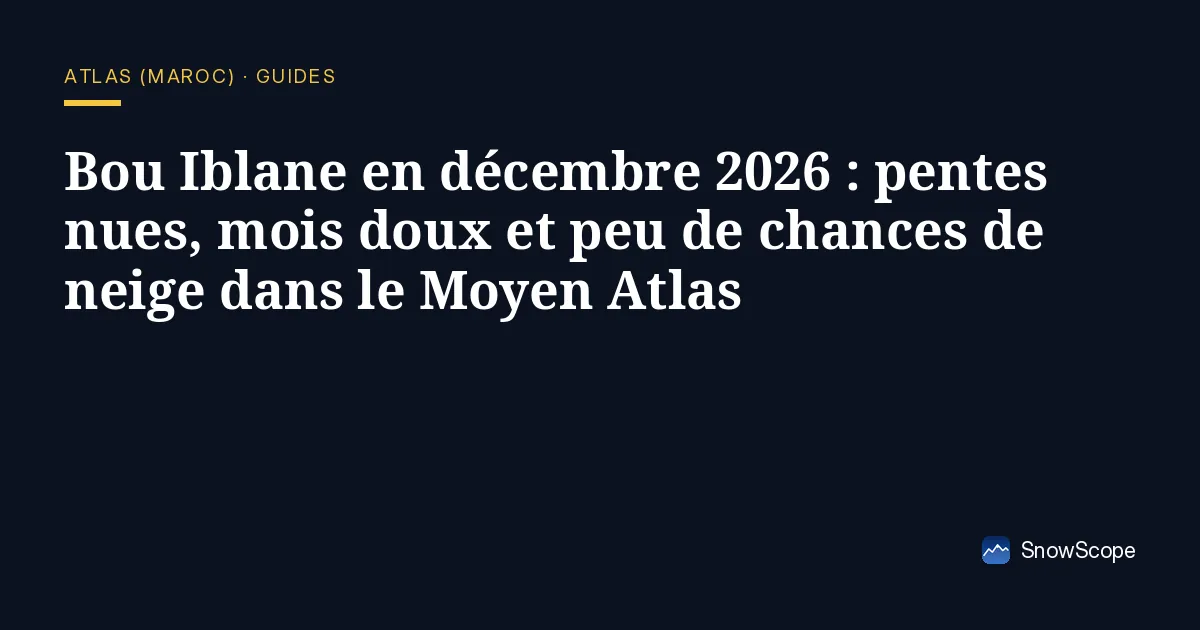 ATLAS (MAROC) · GUIDES
Bou Iblane en décembre 2026 : pentes
nues, mois doux et peu de chances de
neige dans le Moyen Atlas
SnowScope